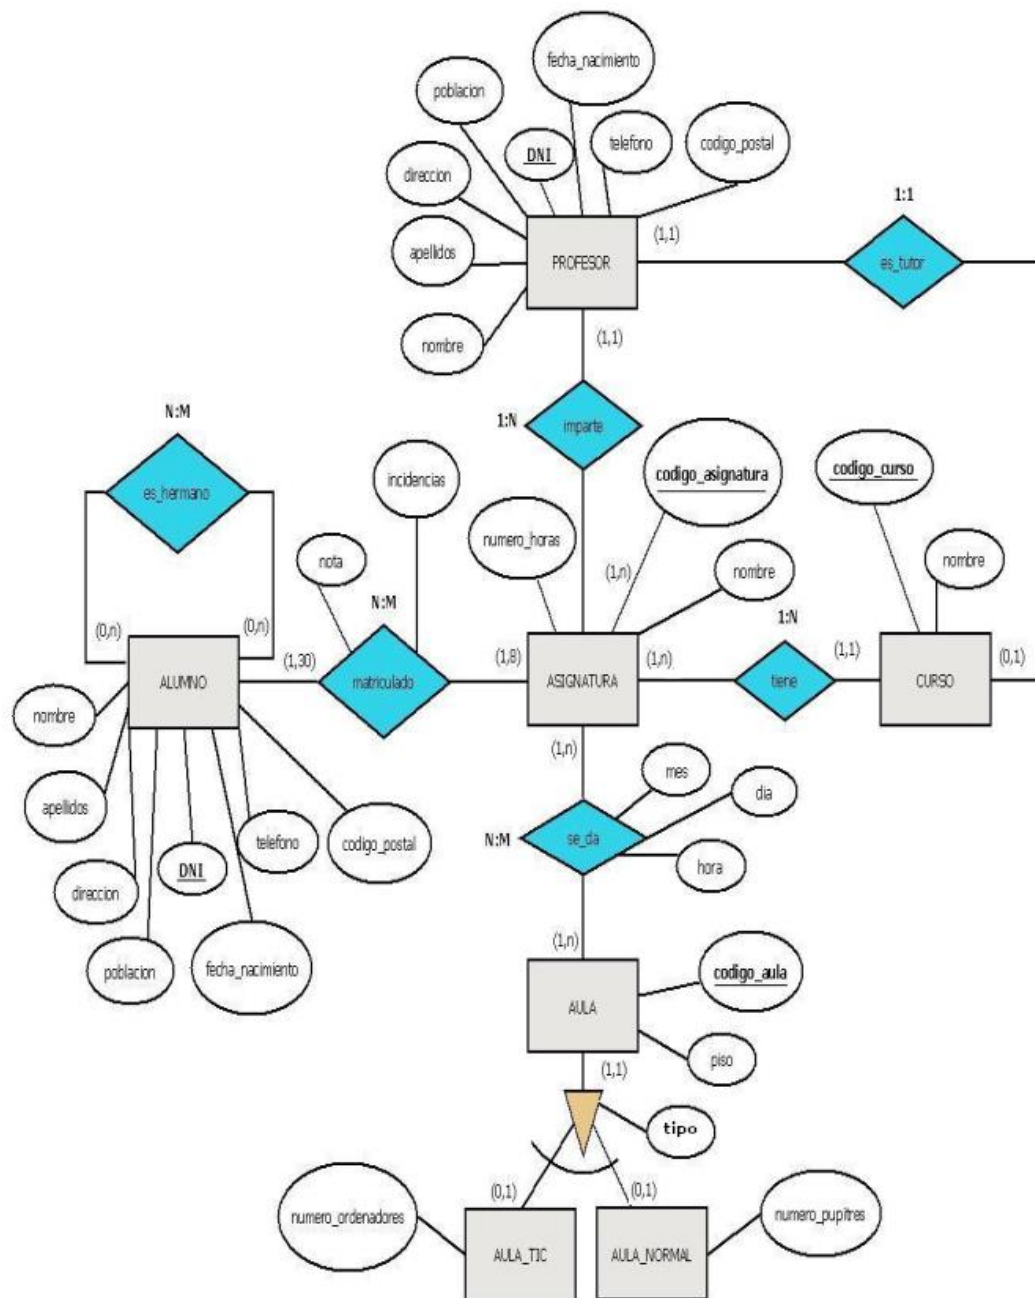 fecha_nacimiento
poblacion
DNI
telefono
codigo_postal
direccion
(1,1)
1:1
apellidos
PROFESOR
es_tutor
nombre
(1,1)
N:M
1:N
imparte
es_hermano
incidencias
codigo_asignatura
codigo_curso
numero_horas
nota
nombre
(1,n)
nombre
N:M
1:N
(0,n)
(0,n)
(1,30)
(1,8)
(1,n)
(1,1)
(0,1)
ALUMNO
matriculado
ASIGNATURA
tiene
CURSO
nombre
(1,n)
mes
dia
apellidos
telefono
codigo_postal
N:M
se_da
hora
DNI
direccion
poblacion
fecha_nacimiento
(1,n)
codigo_aula
AULA
piso
(1,1)
tipo
(0,1)
(0,1)
numero_ordenadores
numero_pupitres
AULA_TIC
AULA_NORMAL